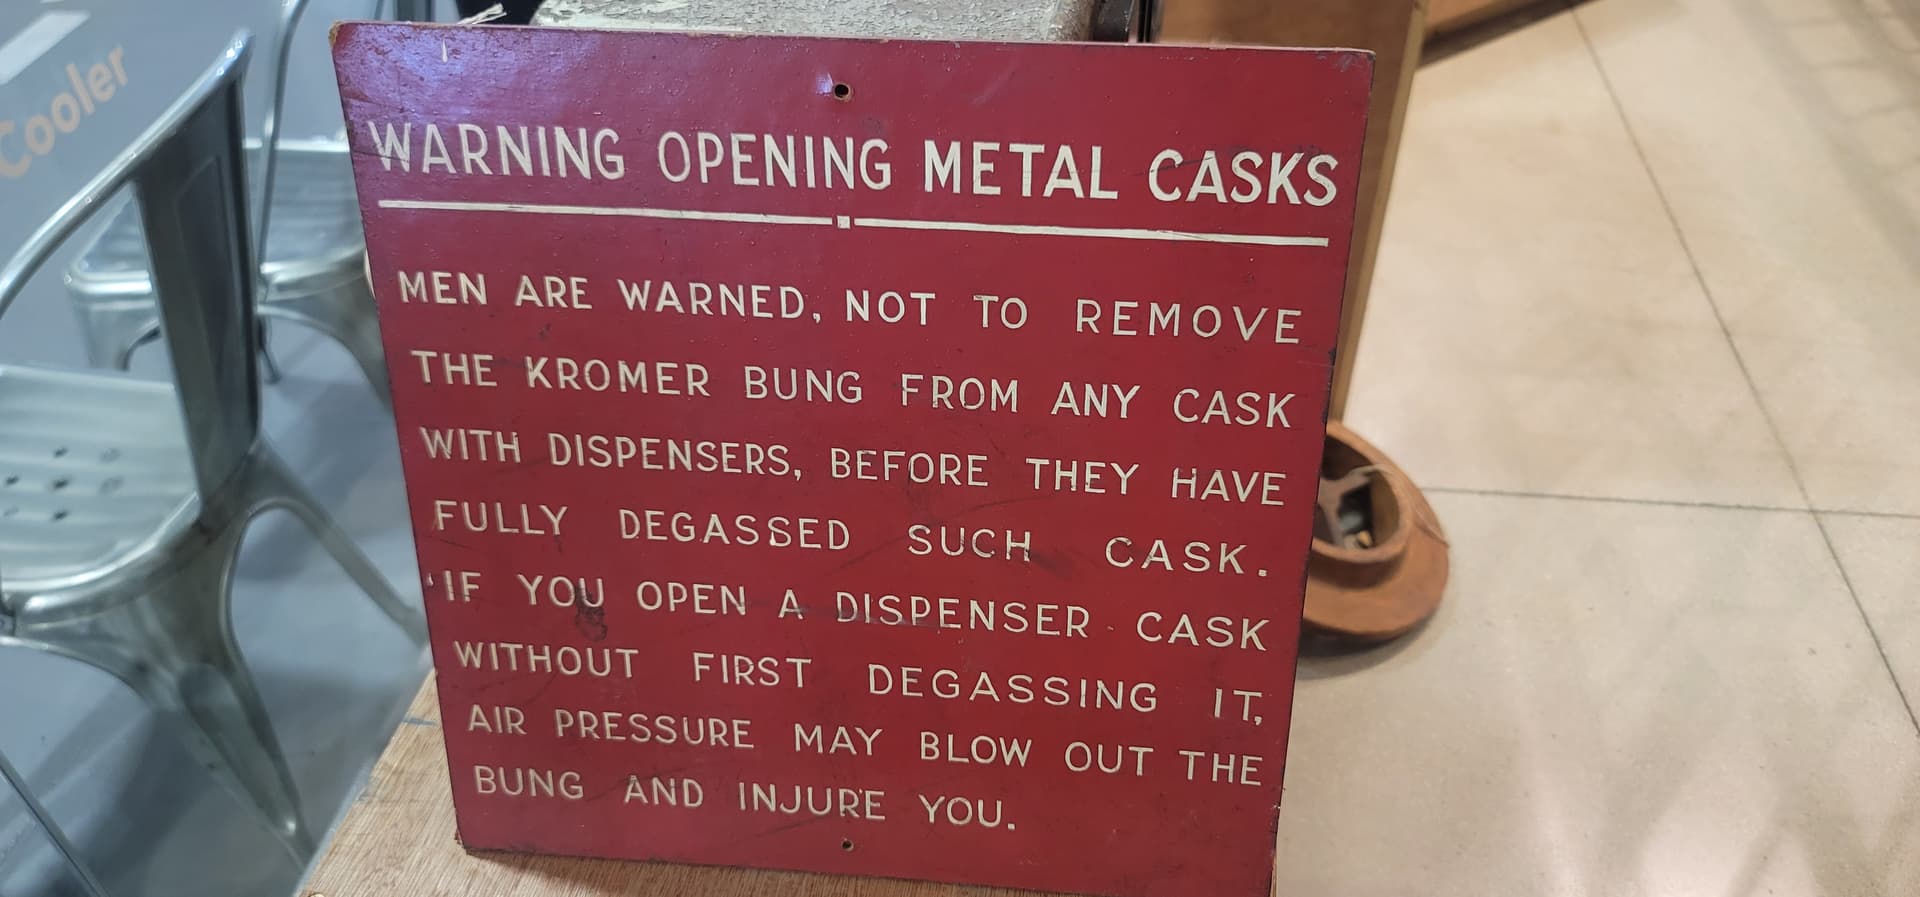 Cooler
WARNING OPENING METAL CASKS
MEN ARE WARNED, NOT TO REMOVE
THE KROMER BUNG FROM ANY CASK
WITH DISPENSERS, BEFORE THEY HAVE
FULLY DEGASSED SUCH CASK.
IF YOU OPEN A DISPENSER CASK
WITHOUT FIRST DEGASSING IT,
AIR PRESSURE MAY BLOW OUT THE
BUNG AND INJURE YOU.